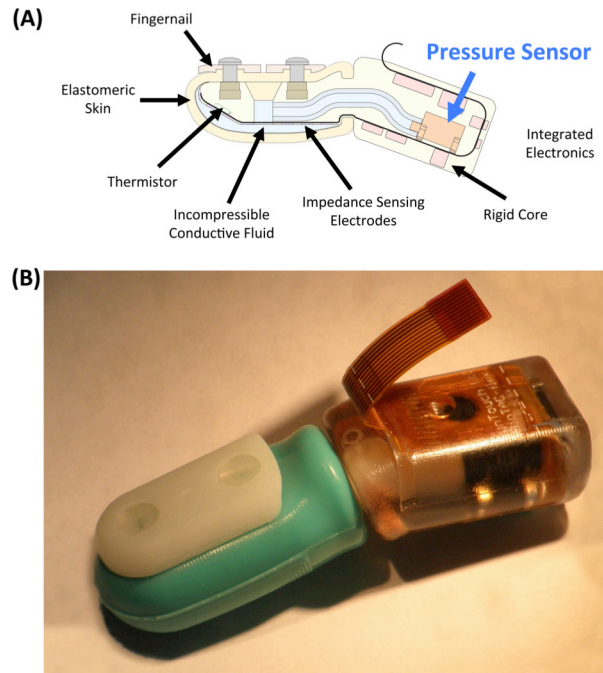 (A)
Fingernail
Pressure Sensor
Elastomeric
Skin
Integrated
Electronics
Thermistor
Incompressible
Conductive Fluid
Impedance Sensing
Electrodes
Rigid Core
(B)